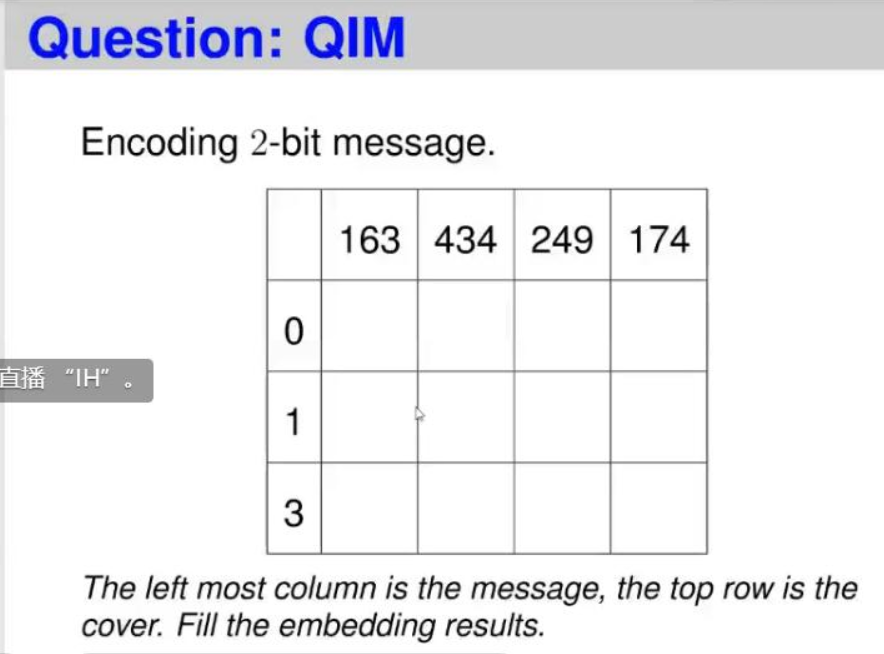 Question: QIM
Encoding 2-bit message.
163 434 249 174
0
直播 “IH” 。
1
3
The left most column is the message, the top row is the
cover. Fill the embedding results.